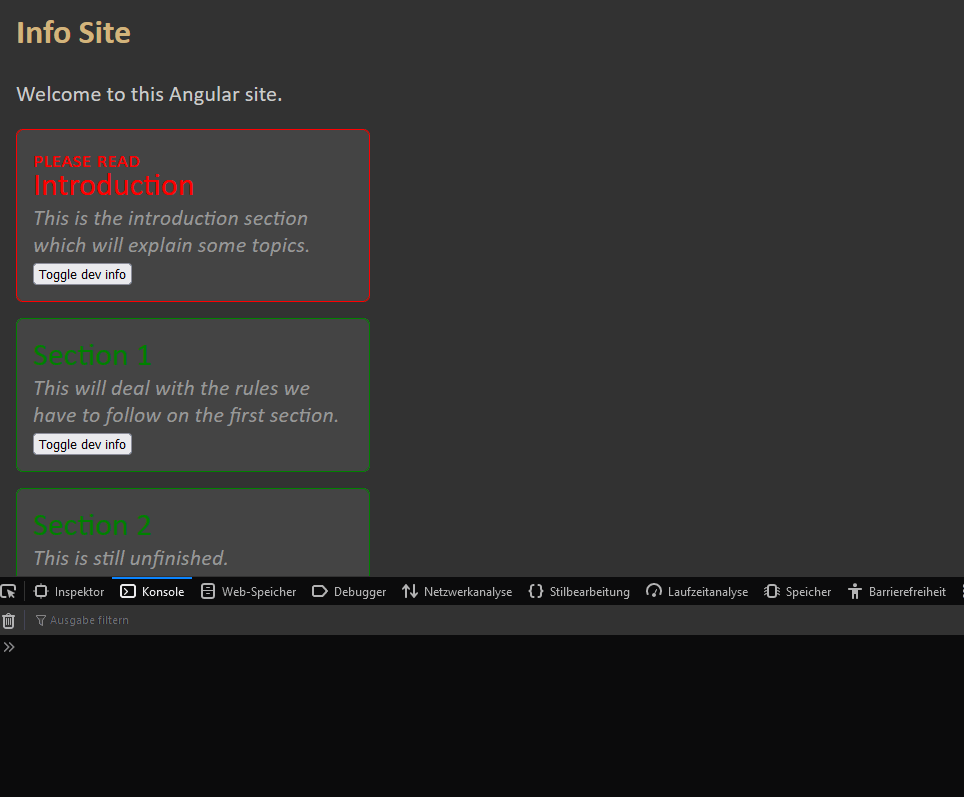 Info Site
Welcome to this Angular site.
PLEASE READ
Introduction
This is the introduction section
which will explain some topics.
Toggle dev info
Section 1
This will deal with the rules we
have to follow on the first section.
Toggle dev info
Section 2
This is still unfinished.
Inspektor Konsole Web-Speicher Debugger Netzwerkanalyse Stilbearbeitung Laufzeitanalyse Speicher Barrierefreiheit
Ausgabe filtern